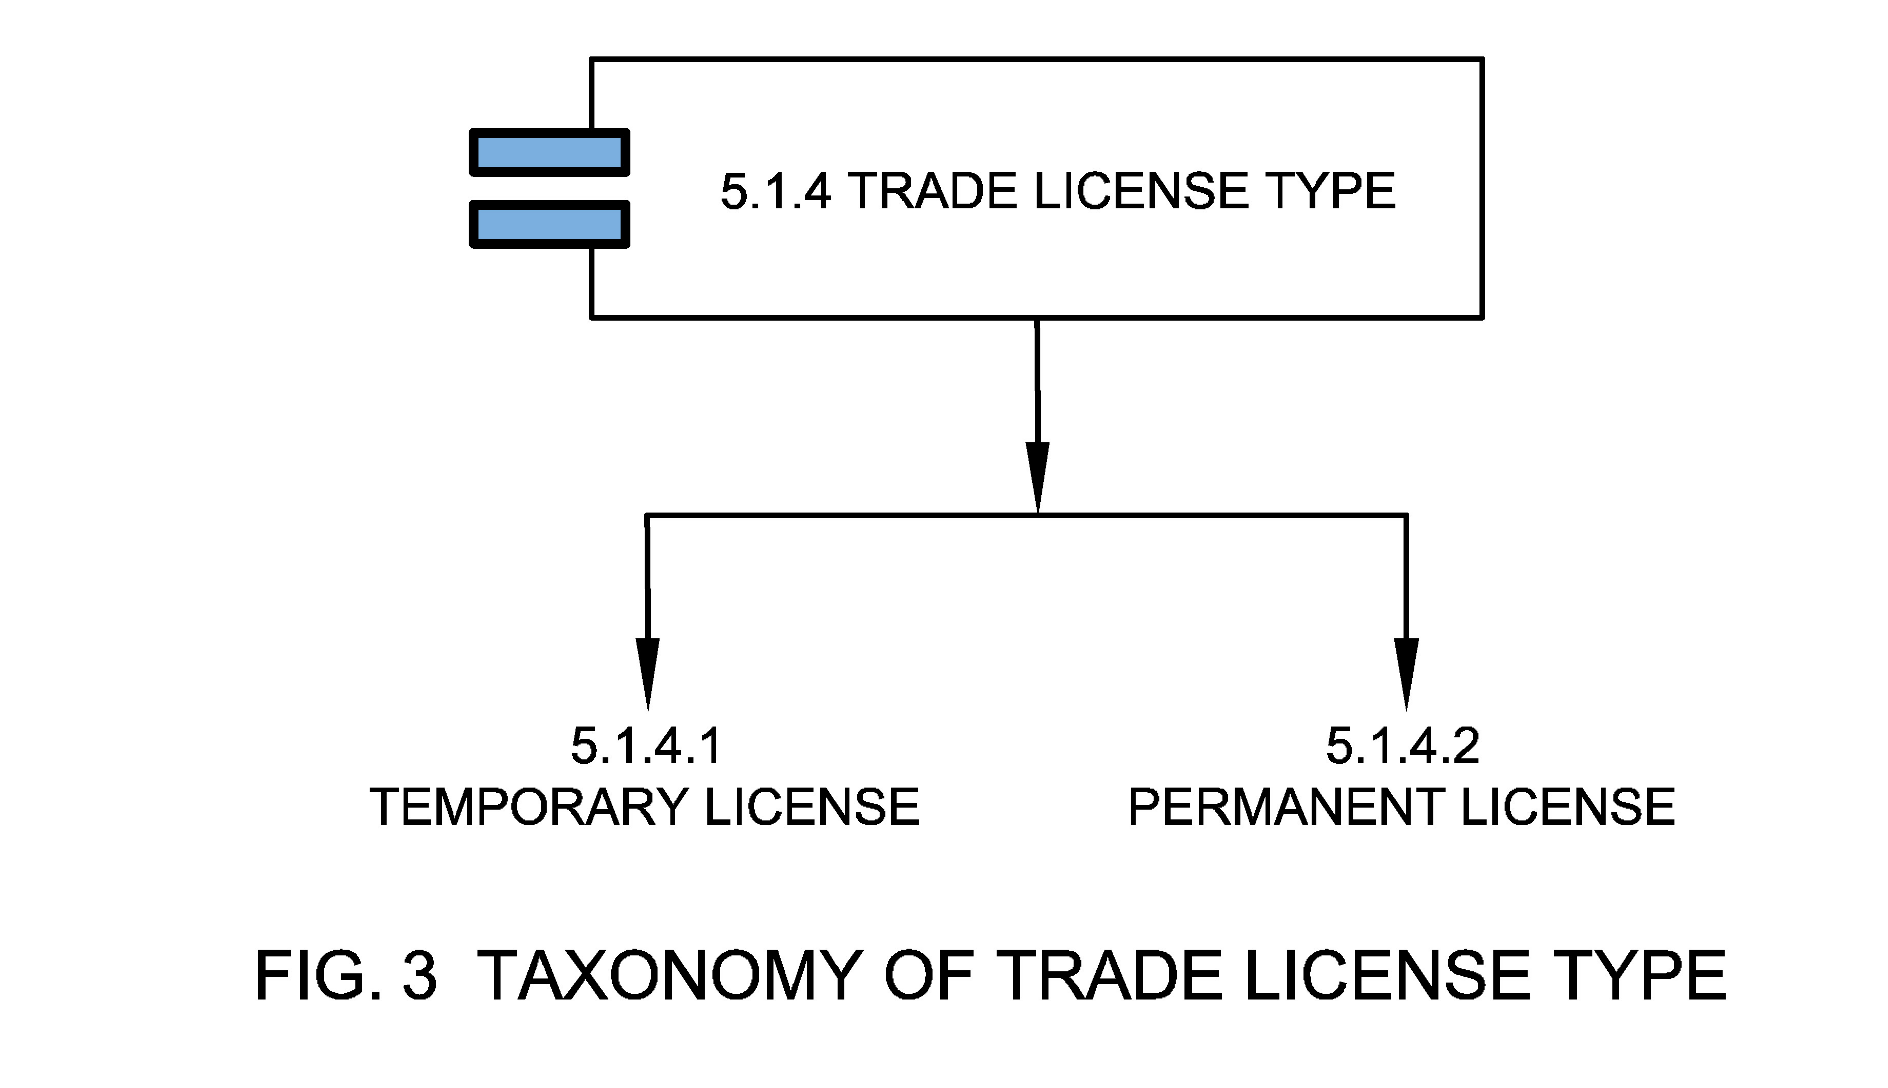 5.1.4 TRADE LICENSE TYPE
5.1.4.1
TEMPORARY LICENSE
5.1.4.2
PERMANENT LICENSE
FIG. 3 TAXONOMY OF TRADE LICENSE TYPE